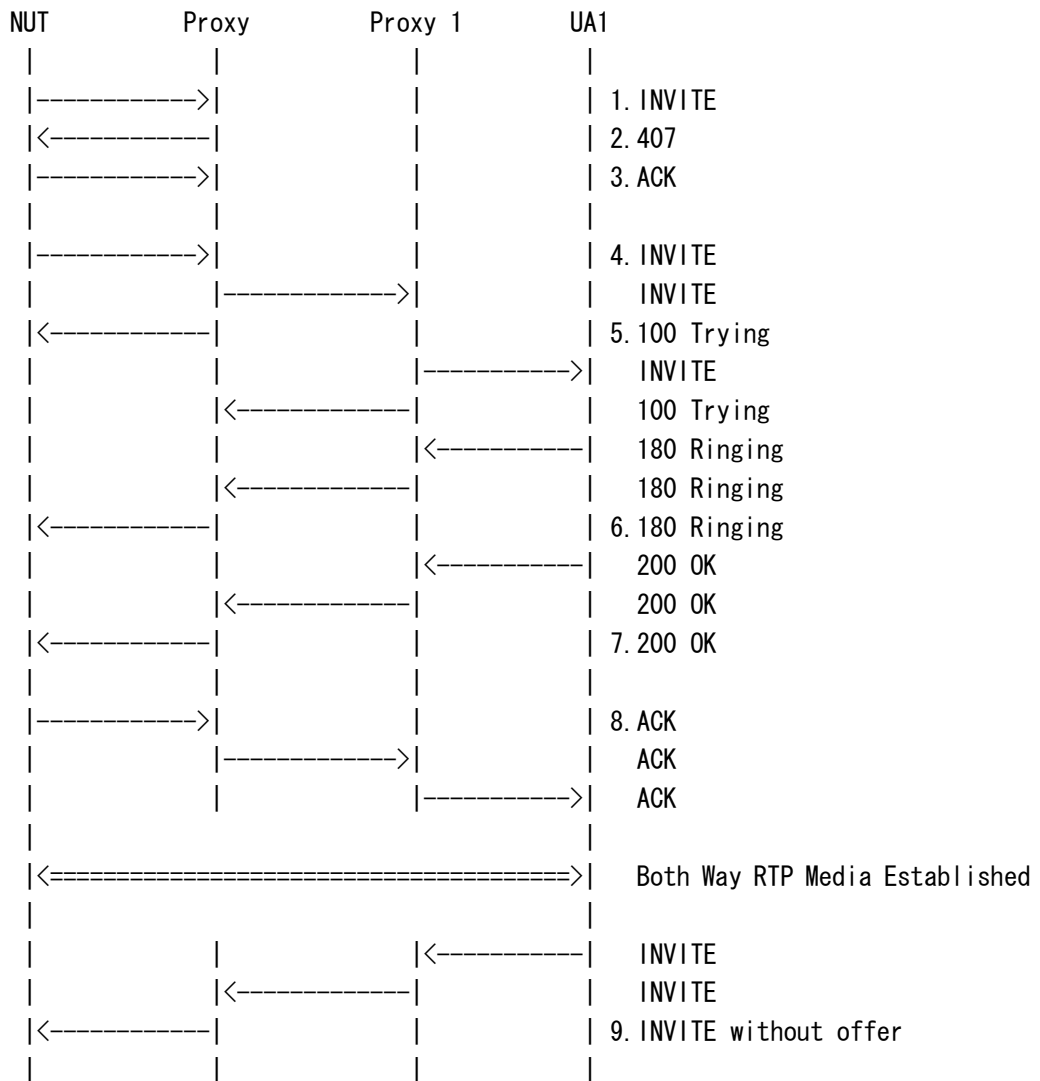 NUT Proxy Proxy 1 UA1
1. INVITE
2. 407
3. ACK
4. INVITE
INVITE
5. 100 Trying
INVITE
100 Trying
180 Ringing
180 Ringing
6. 180 Ringing
200 OK
200 OK
7. 200 OK
8. ACK
ACK
ACK
Both Way RTP Media Established
INVITE
INVITE
9. INVITE without offer